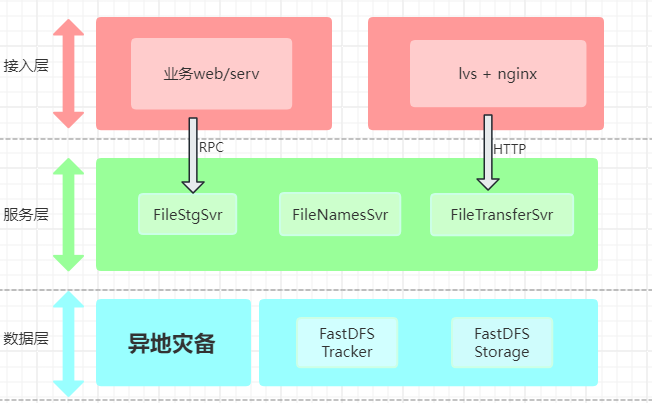 接入层
业务web/serv
lvs + nginx
RPC
HTTP
服务层
FileStgSvr
FileNamesSvr
FileTransferSvr
数据层
异地灾备
FastDFS
Tracker
FastDFS
Storage